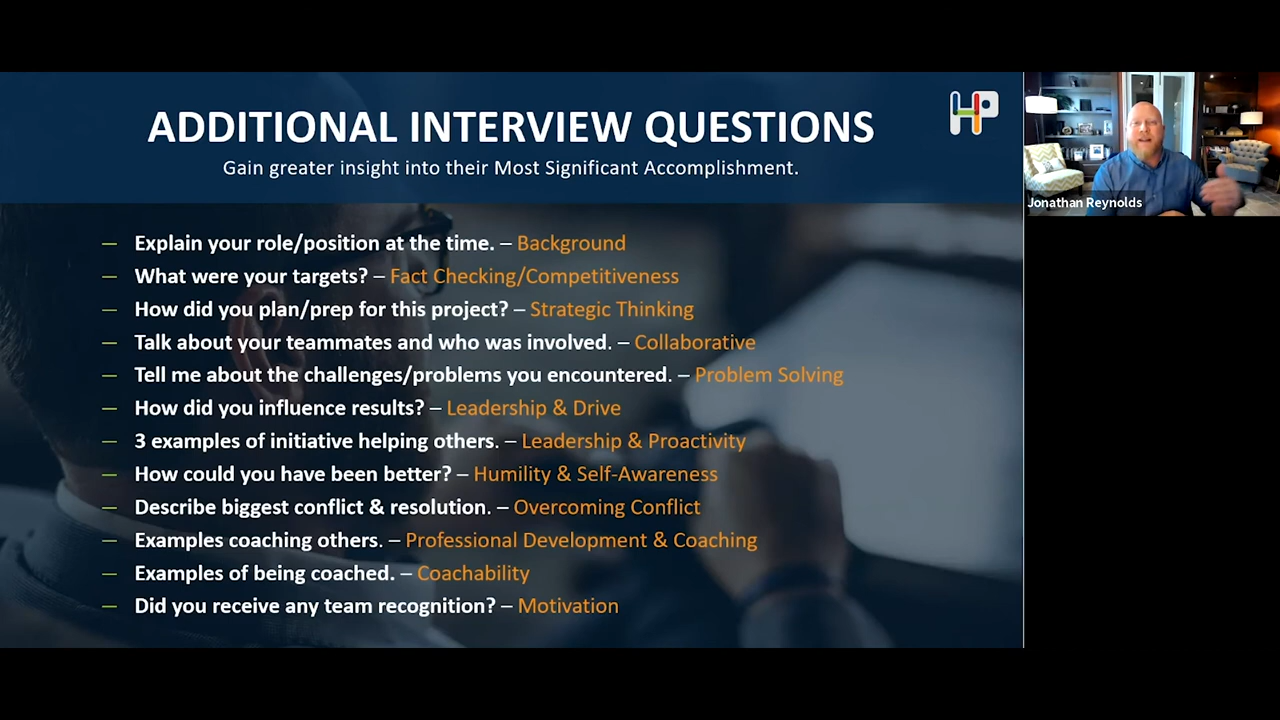 ADDITIONAL INTERVIEW QUESTIONS
Gain greater insight into their Most Significant Accomplishment.
HP
— Explain your role/position at the time. – Background
— What were your targets? – Fact Checking/Competitiveness
— How did you plan/prep for this project? – Strategic Thinking
— Talk about your teammates and who was involved. – Collaborative
— Tell me about the challenges/problems you encountered. – Problem Solving
— How did you influence results? – Leadership & Drive
— 3 examples of initiative helping others. – Leadership & Proactivity
— How could you have been better? – Humility & Self-Awareness
— Describe biggest conflict & resolution. – Overcoming Conflict
— Examples coaching others. – Professional Development & Coaching
— Examples of being coached. – Coachability
— Did you receive any team recognition? – Motivation
Jonathan Reynolds